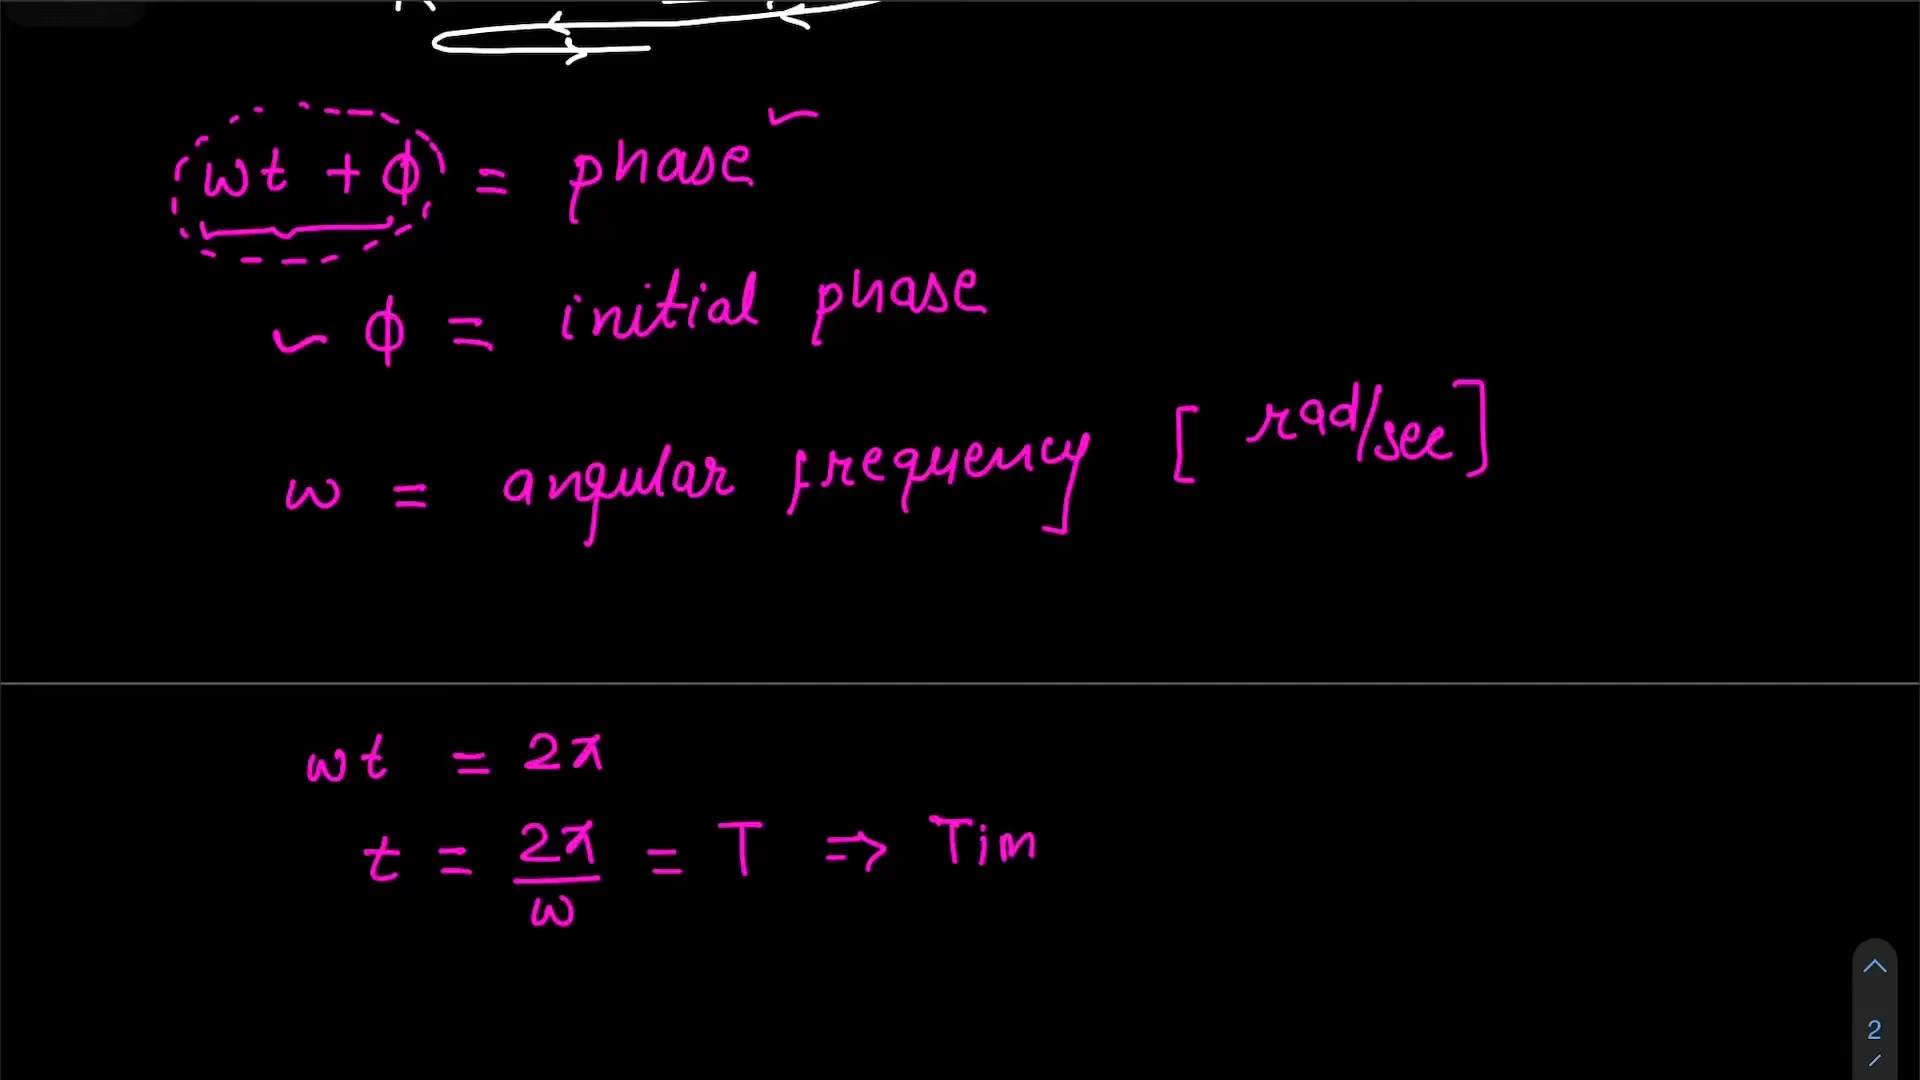 ωt + ϕ = phase
ϕ = initial phase
ω = angular frequency [rad/sec]
ωt = 2π
t = 2π/ω = T ⇒ Tim
2